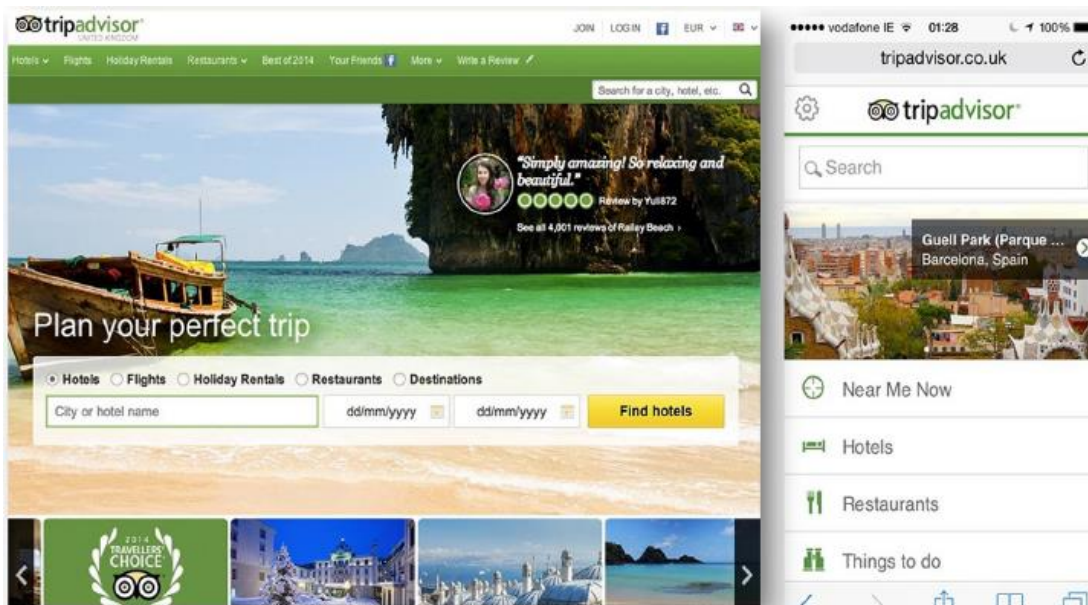 tripadvisor
UNITED KINGDOM
JOIN LOG IN EUR
Hotels Flights Holiday Rentals Restaurants Best of 2014 Your Friends More Write a Review
Search for a city, hotel, etc.
"Simply amazing! So relaxing and
beautiful."
Review by Yuli872
See all 4,001 reviews of Railay Beach ›
Plan your perfect trip
Hotels Flights Holiday Rentals Restaurants Destinations
City or hotel name dd/mm/yyyy dd/mm/yyyy Find hotels
2014
TRAVELLERS'
CHOICE
vodafone IE 01:28 100%
tripadvisor.co.uk
tripadvisor
Search
Guell Park (Parque ...
Barcelona, Spain
Near Me Now
Hotels
Restaurants
Things to do